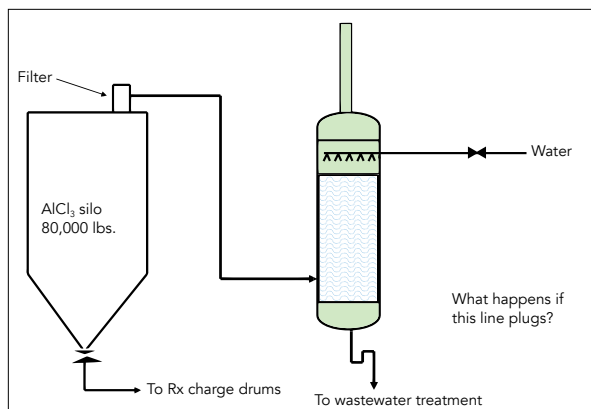 Filter
Water
AlCl₃ silo
80,000 lbs.
What happens if
this line plugs?
To Rx charge drums
To wastewater treatment